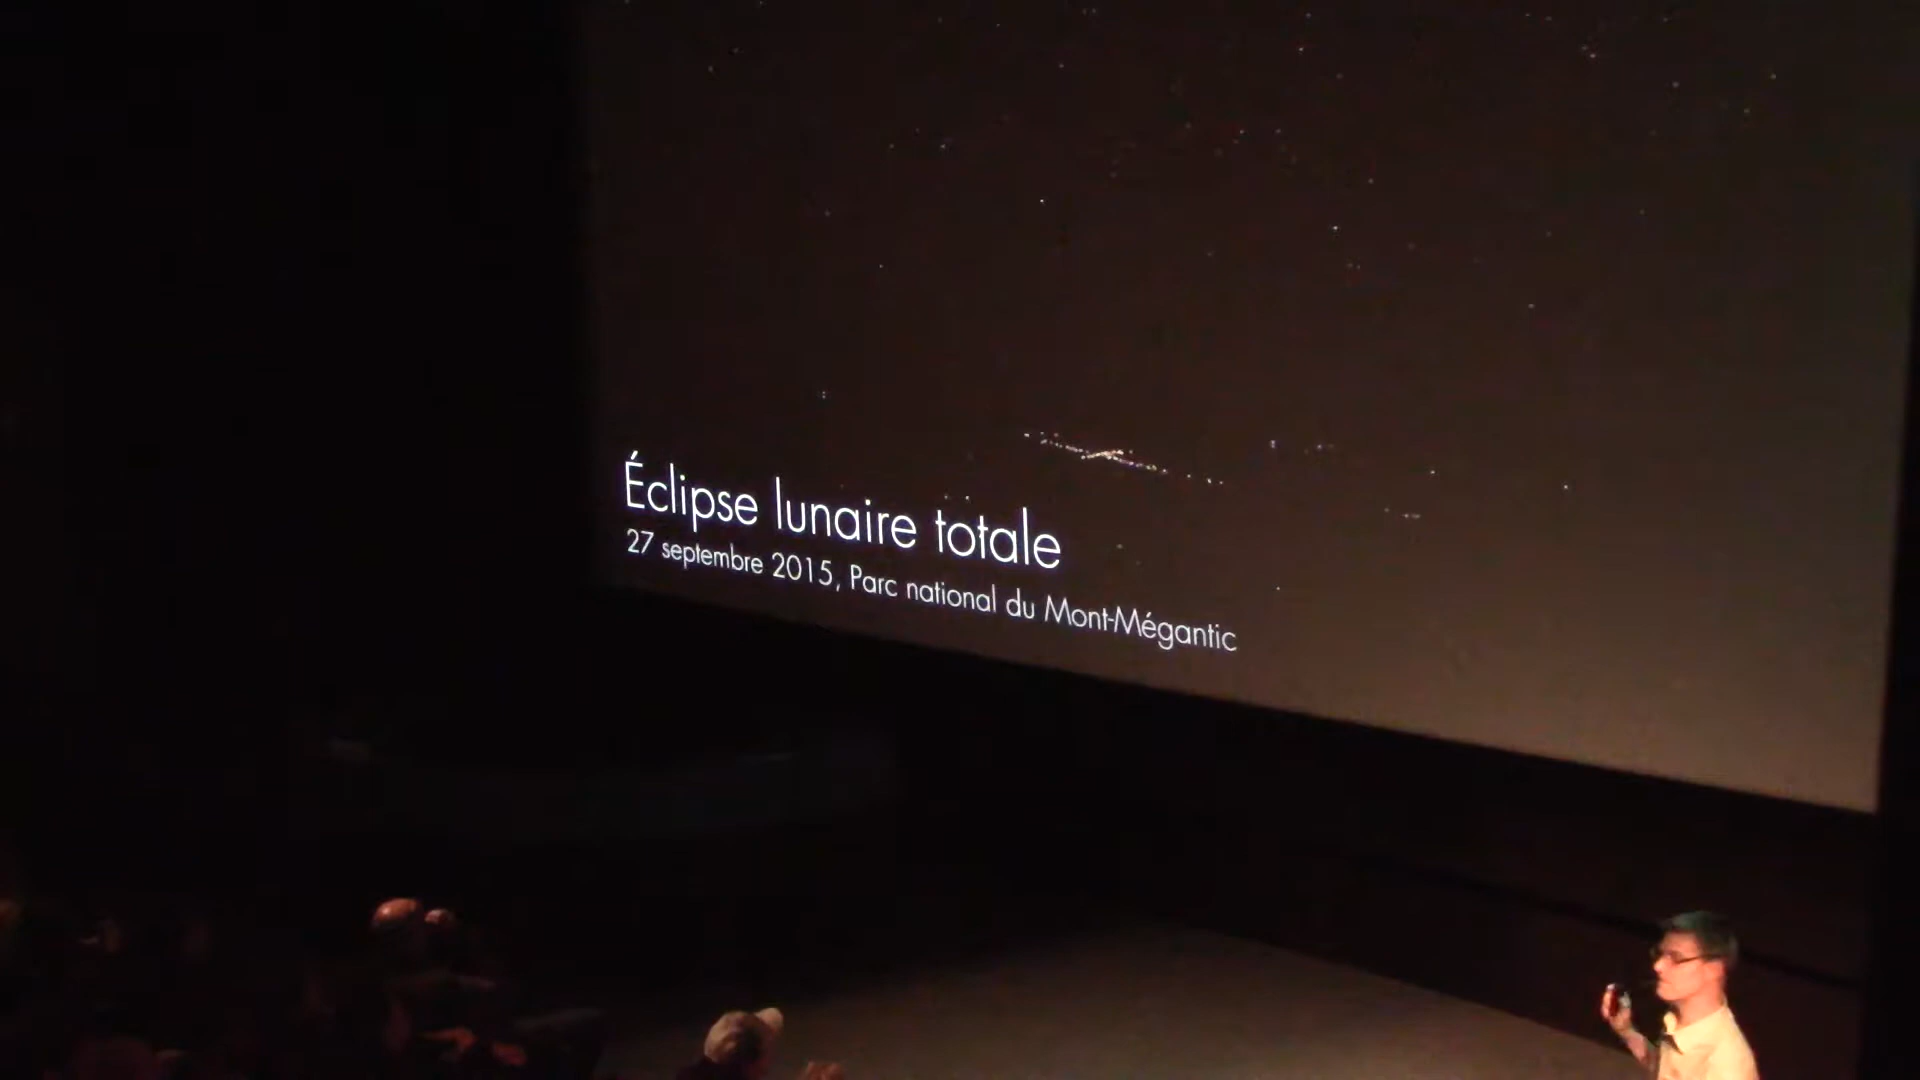 Éclipse lunaire totale
27 septembre 2015, Parc national du Mont-Mégantic